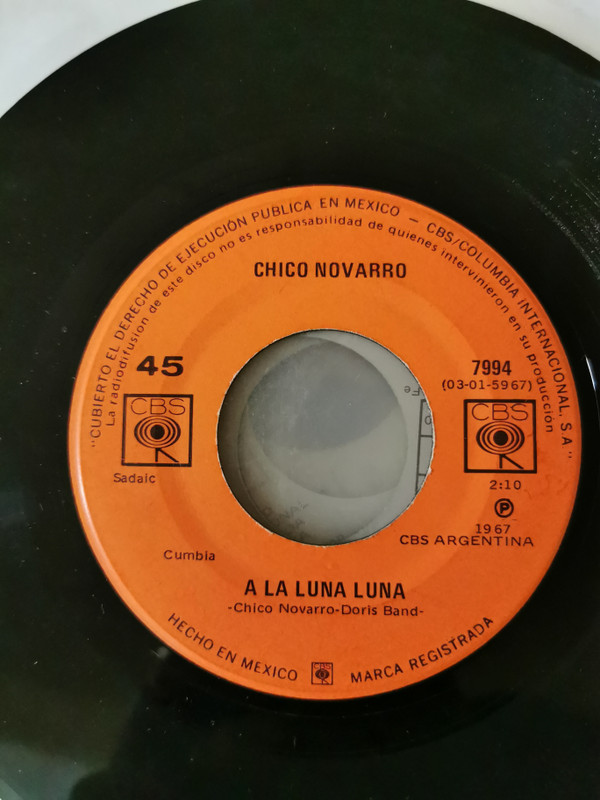 "CUBIERTO EL DERECHO DE EJECUCIÓN PUBLICA EN MEXICO — CBS/COLUMBIA INTERNACIONAL, S A"
La radiodifusion de este disco no es responsabilidad de quienes intervinieron en su producción
CHICO NOVARRO
45
7994
(03-01-5967)
CBS
CBS
Sadaic
2:10
℗
1967
CBS ARGENTINA
Cumbia
A LA LUNA LUNA
-Chico Novarro-Doris Band-
HECHO EN MEXICO CBS MARCA REGISTRADA